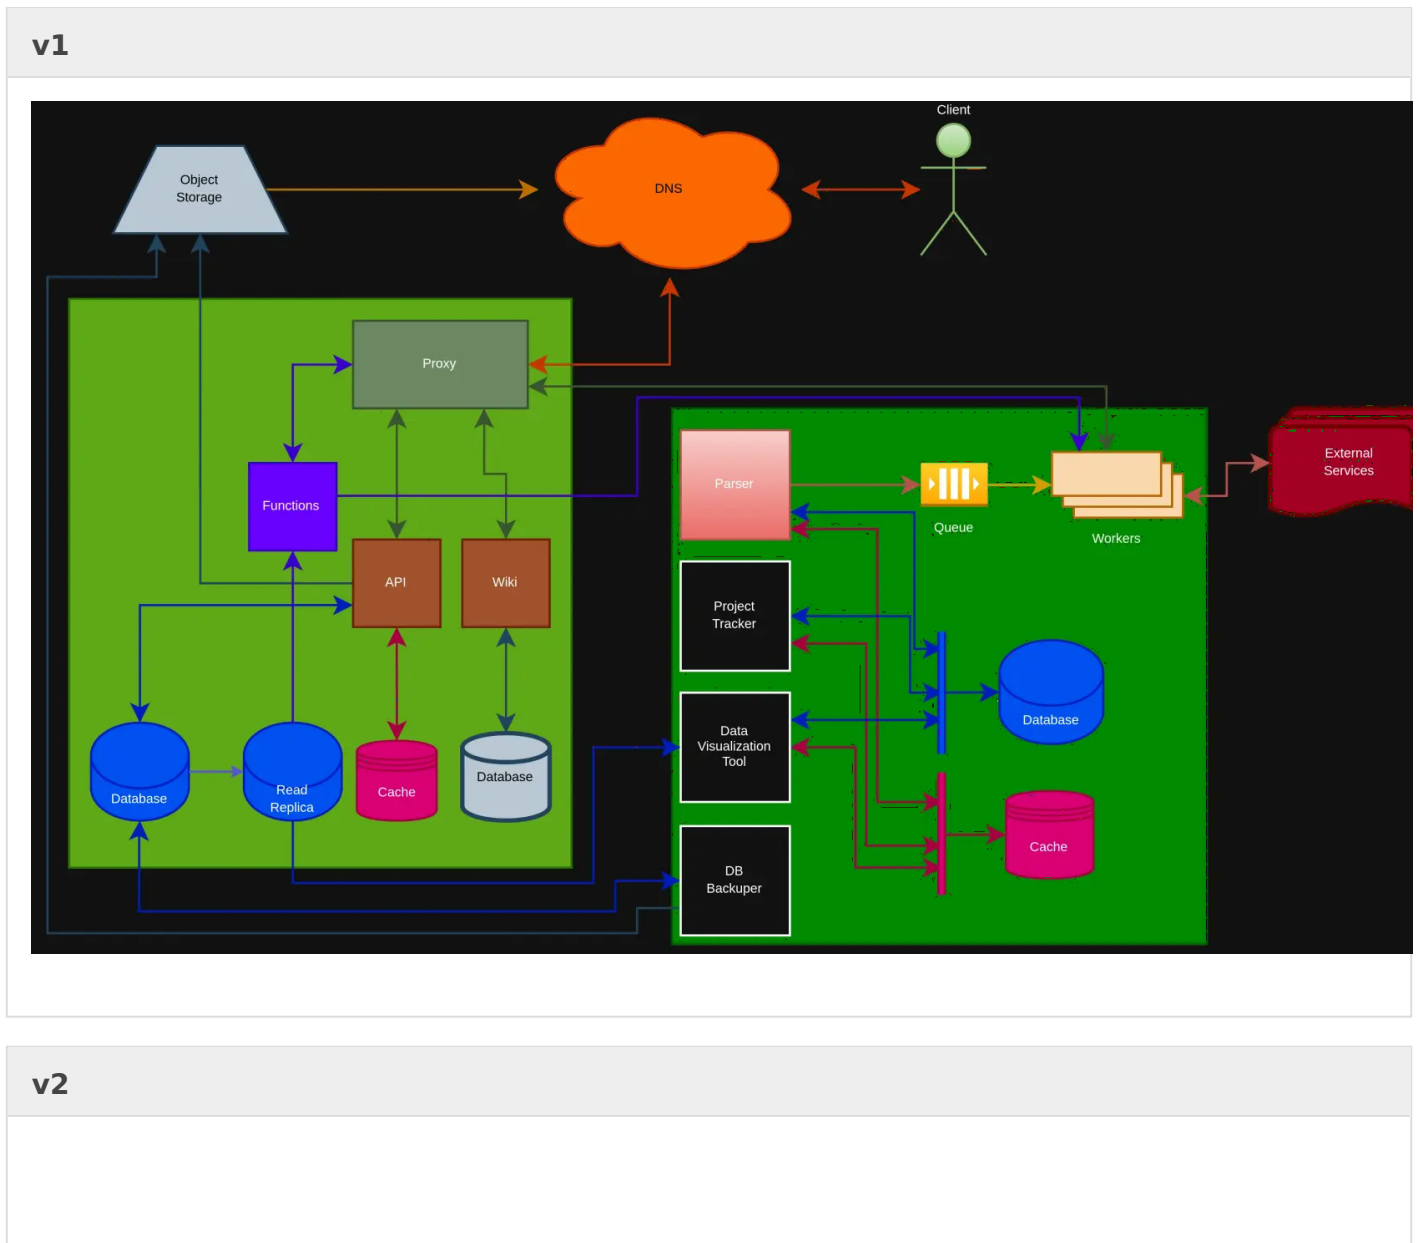 v1
Client
Object
Storage
DNS
Proxy
Functions
API
Wiki
Database
Read
Replica
Cache
Database
Parser
Queue
Workers
External
Services
Project
Tracker
Data
Visualization
Tool
DB
Backuper
Database
Cache
v2